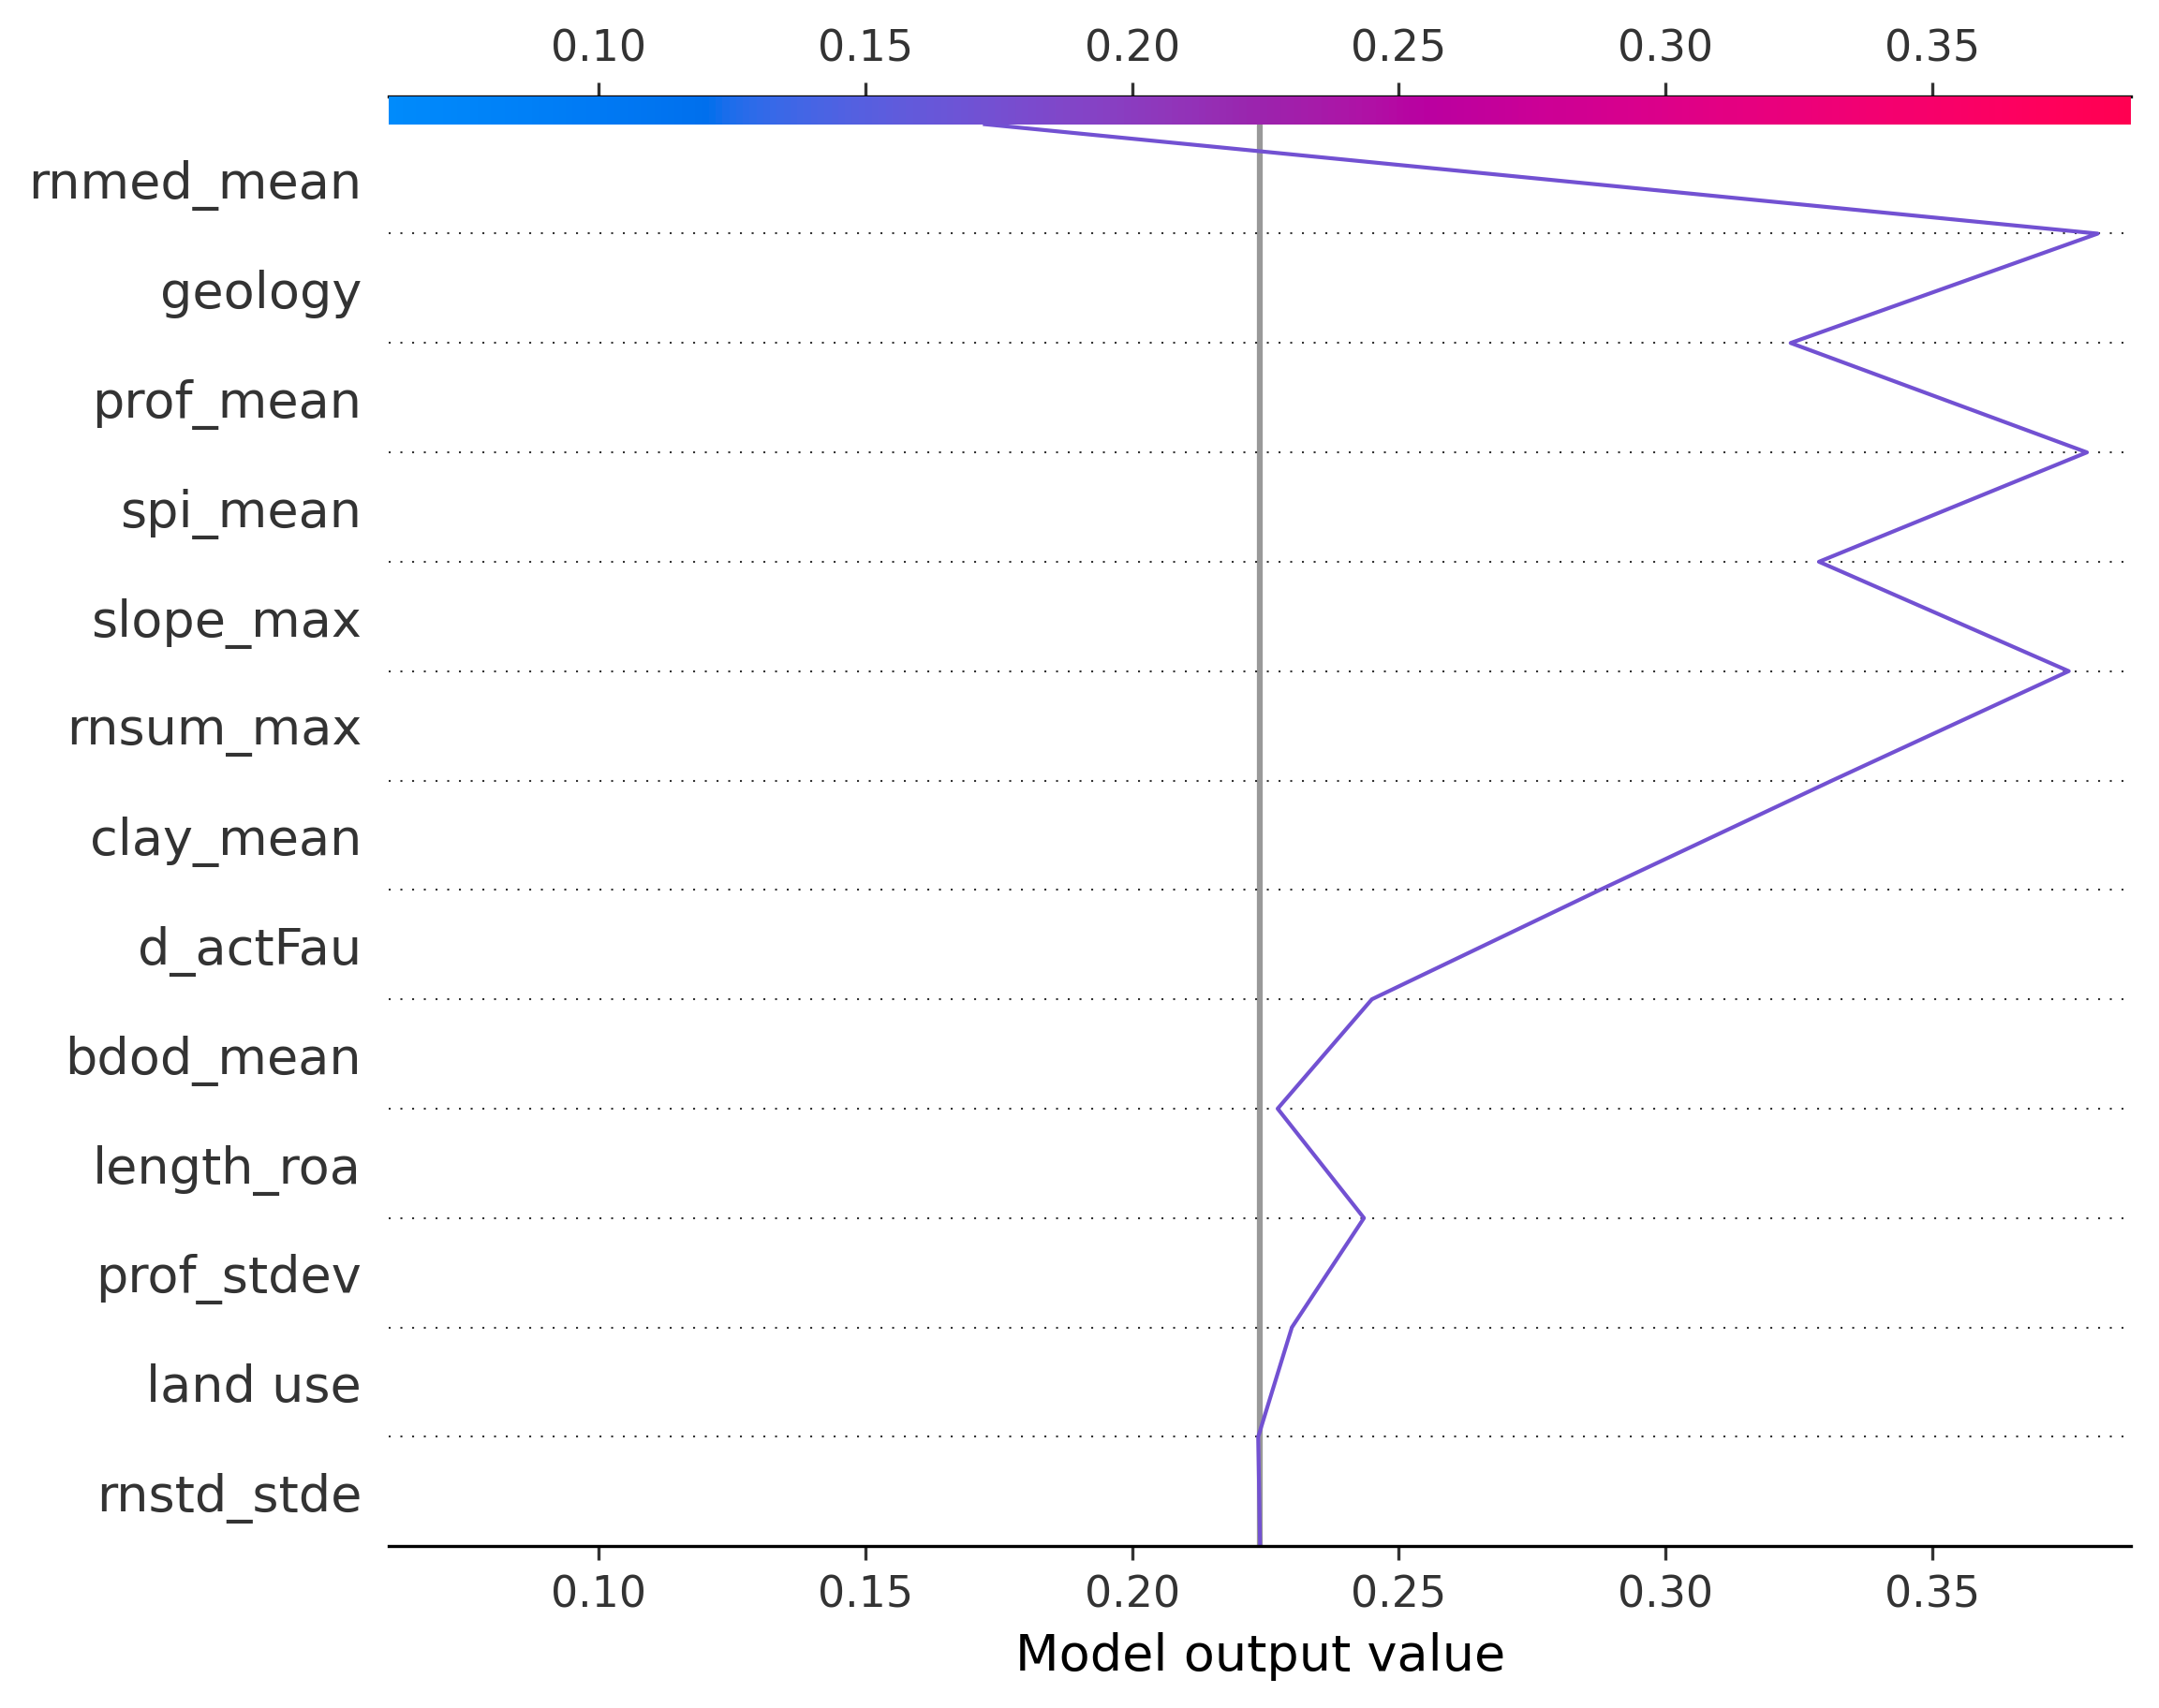 0.10 0.15 0.20 0.25 0.30 0.35
rnmed_mean
geology
prof_mean
spi_mean
slope_max
rnsum_max
clay_mean
d_actFau
bdod_mean
length_roa
prof_stdev
land use
rnstd_stde
0.10 0.15 0.20 0.25 0.30 0.35
Model output value